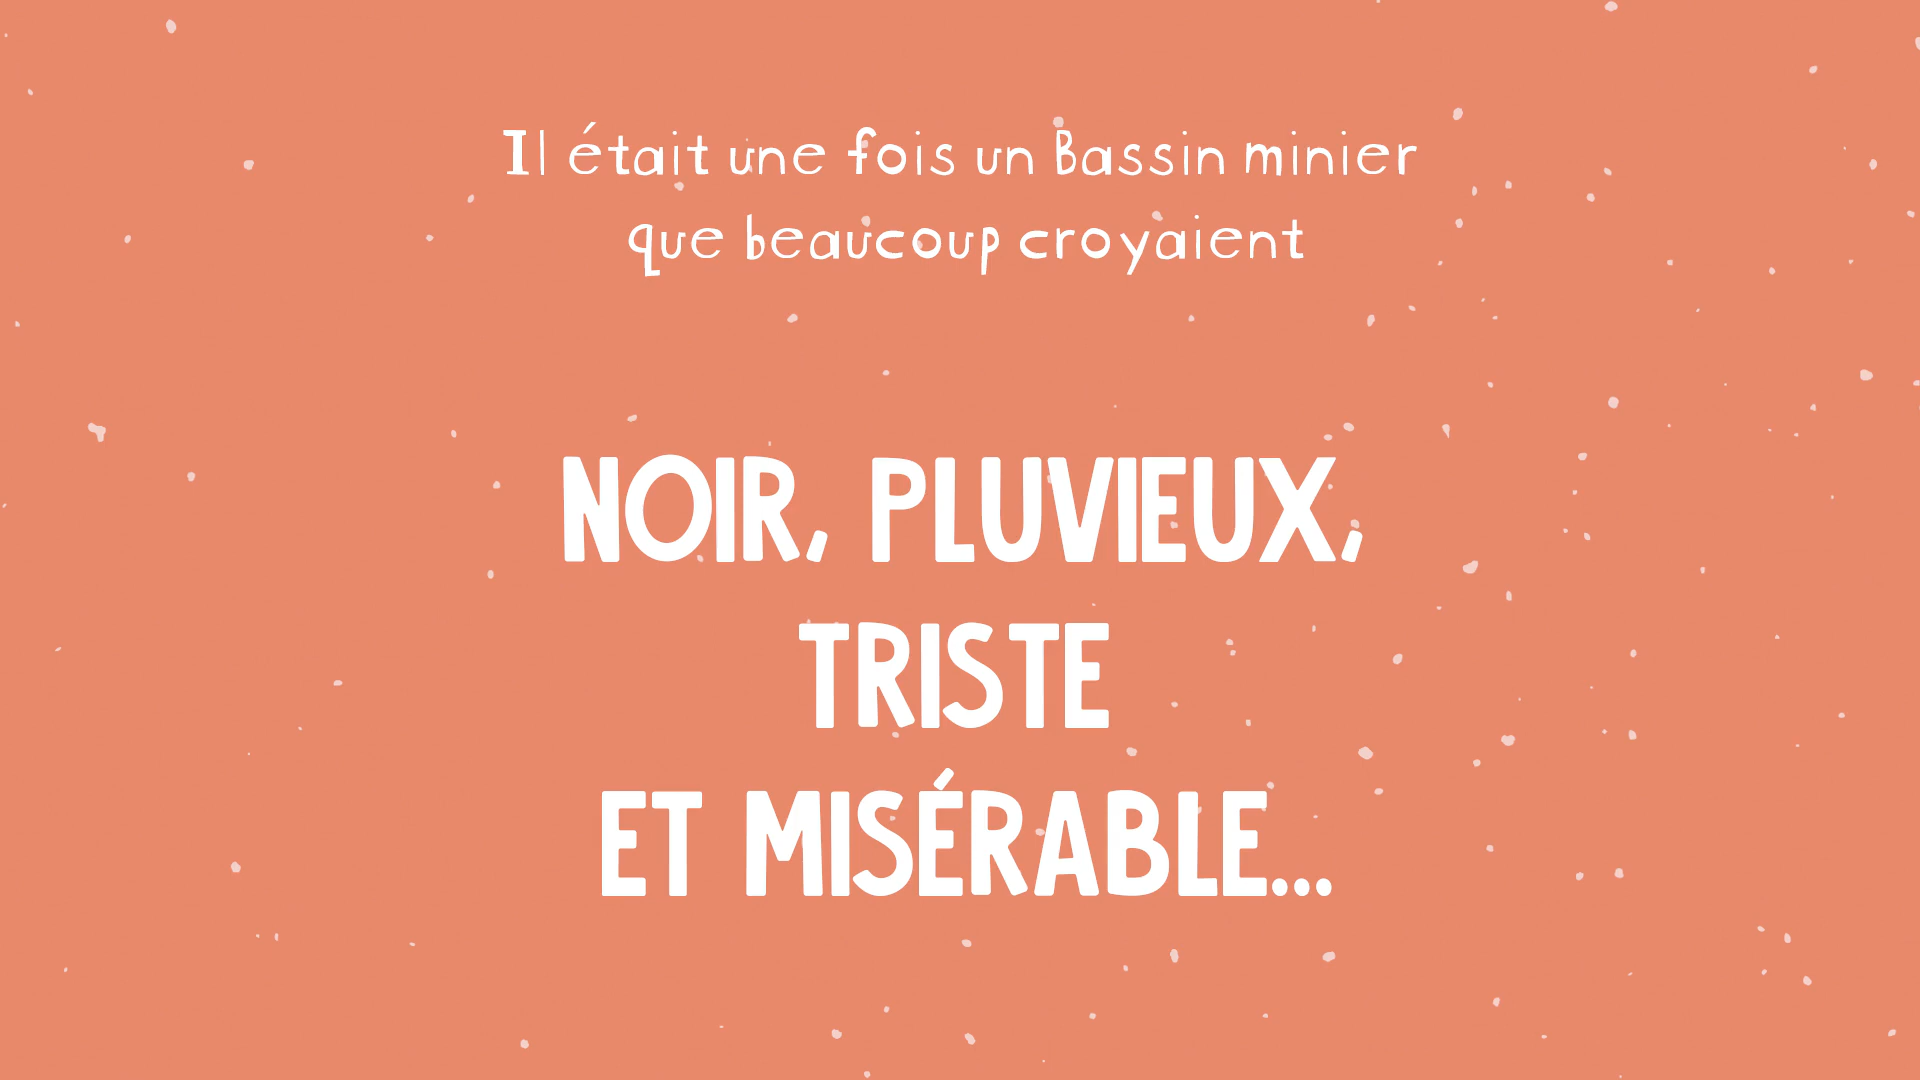 Il était une fois un Bassin minier
que beaucoup croyaient
NOIR, PLUVIEUX,
TRISTE
ET MISÉRABLE...